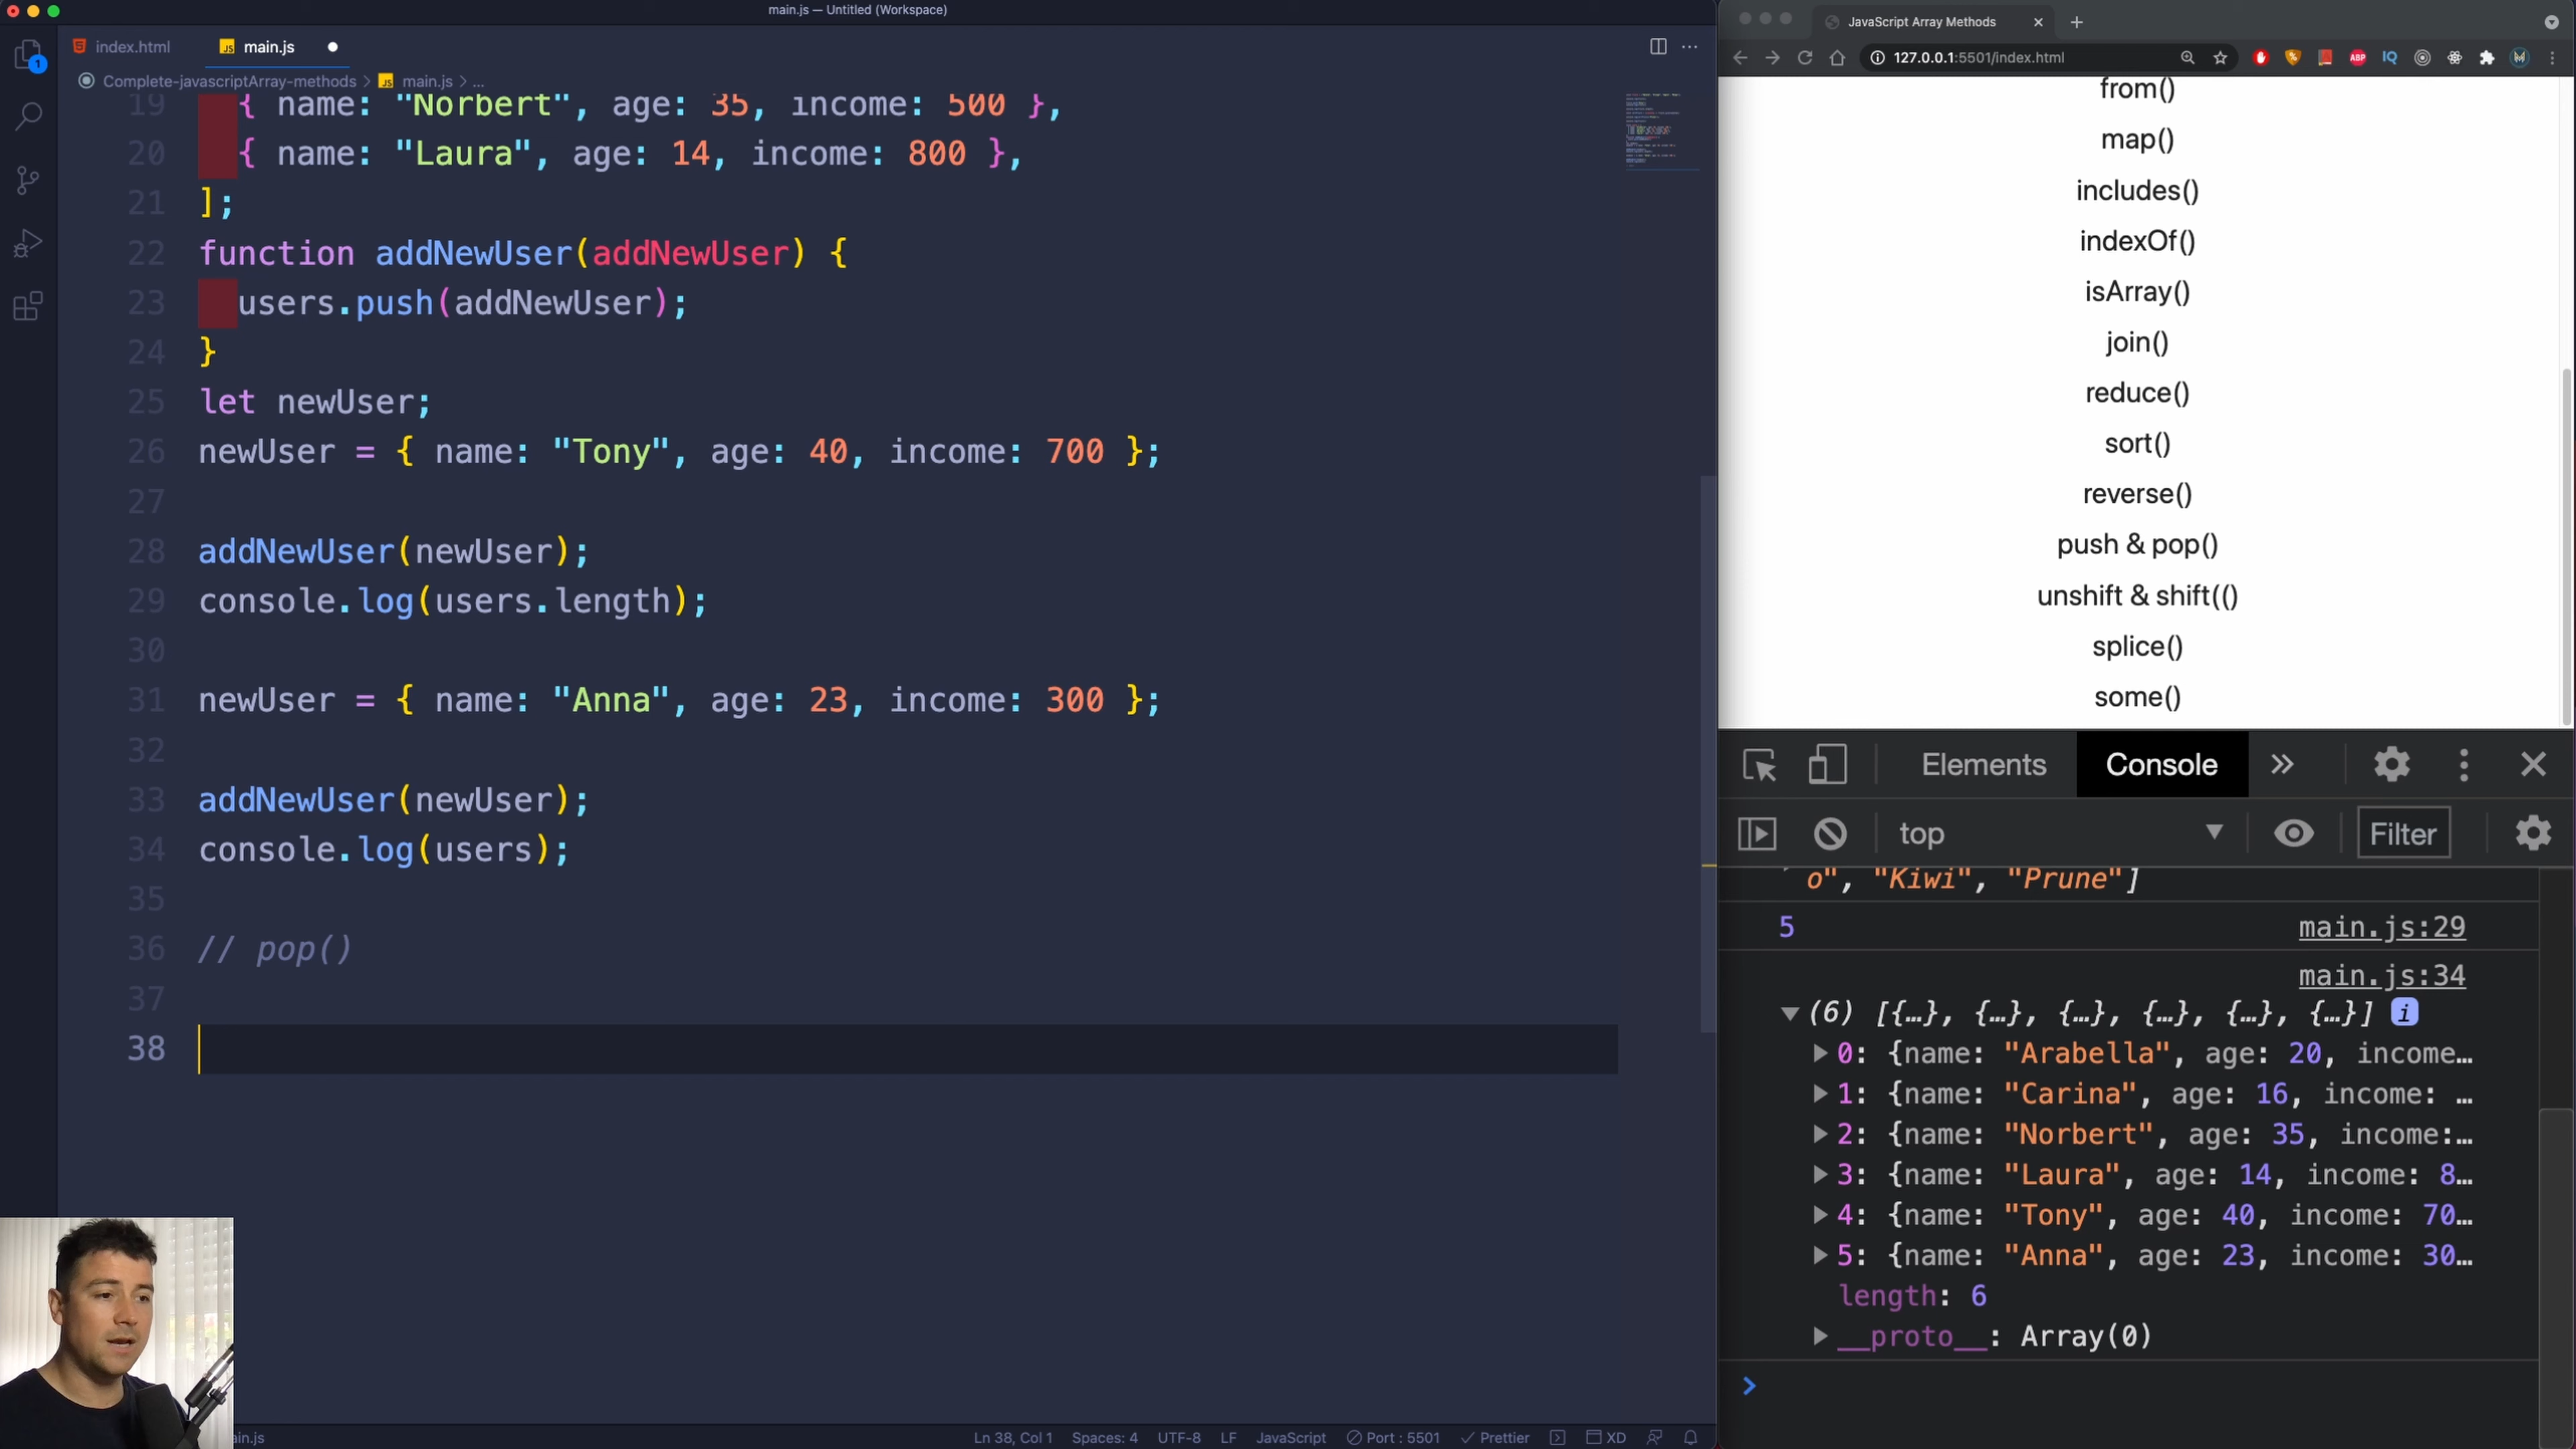 main.js — Untitled (Workspace)
index.html
JS main.js
Complete-javascriptArray-methods > JS main.js > ...
19 { name: "Norbert", age: 35, income: 500 },
20 { name: "Laura", age: 14, income: 800 },
21 ];
22 function addNewUser(addNewUser) {
23 users.push(addNewUser);
24 }
25 let newUser;
26 newUser = { name: "Tony", age: 40, income: 700 };
27
28 addNewUser(newUser);
29 console.log(users.length);
30
31 newUser = { name: "Anna", age: 23, income: 300 };
32
33 addNewUser(newUser);
34 console.log(users);
35
36 // pop()
37
38
1
ain.js
Ln 38, Col 1 Spaces: 4 UTF-8 LF JavaScript Port : 5501 Prettier XD
JavaScript Array Methods
127.0.0.1:5501/index.html
ABP
IQ
from()
map()
includes()
indexOf()
isArray()
join()
reduce()
sort()
reverse()
push & pop()
unshift & shift(()
splice()
some()
Elements Console »
top Filter
o", "Kiwi", "Prune"]
5 main.js:29
main.js:34
(6) [{…}, {…}, {…}, {…}, {…}, {…}] i
0: {name: "Arabella", age: 20, income…
1: {name: "Carina", age: 16, income: …
2: {name: "Norbert", age: 35, income:…
3: {name: "Laura", age: 14, income: 8…
4: {name: "Tony", age: 40, income: 70…
5: {name: "Anna", age: 23, income: 30…
length: 6
__proto__: Array(0)